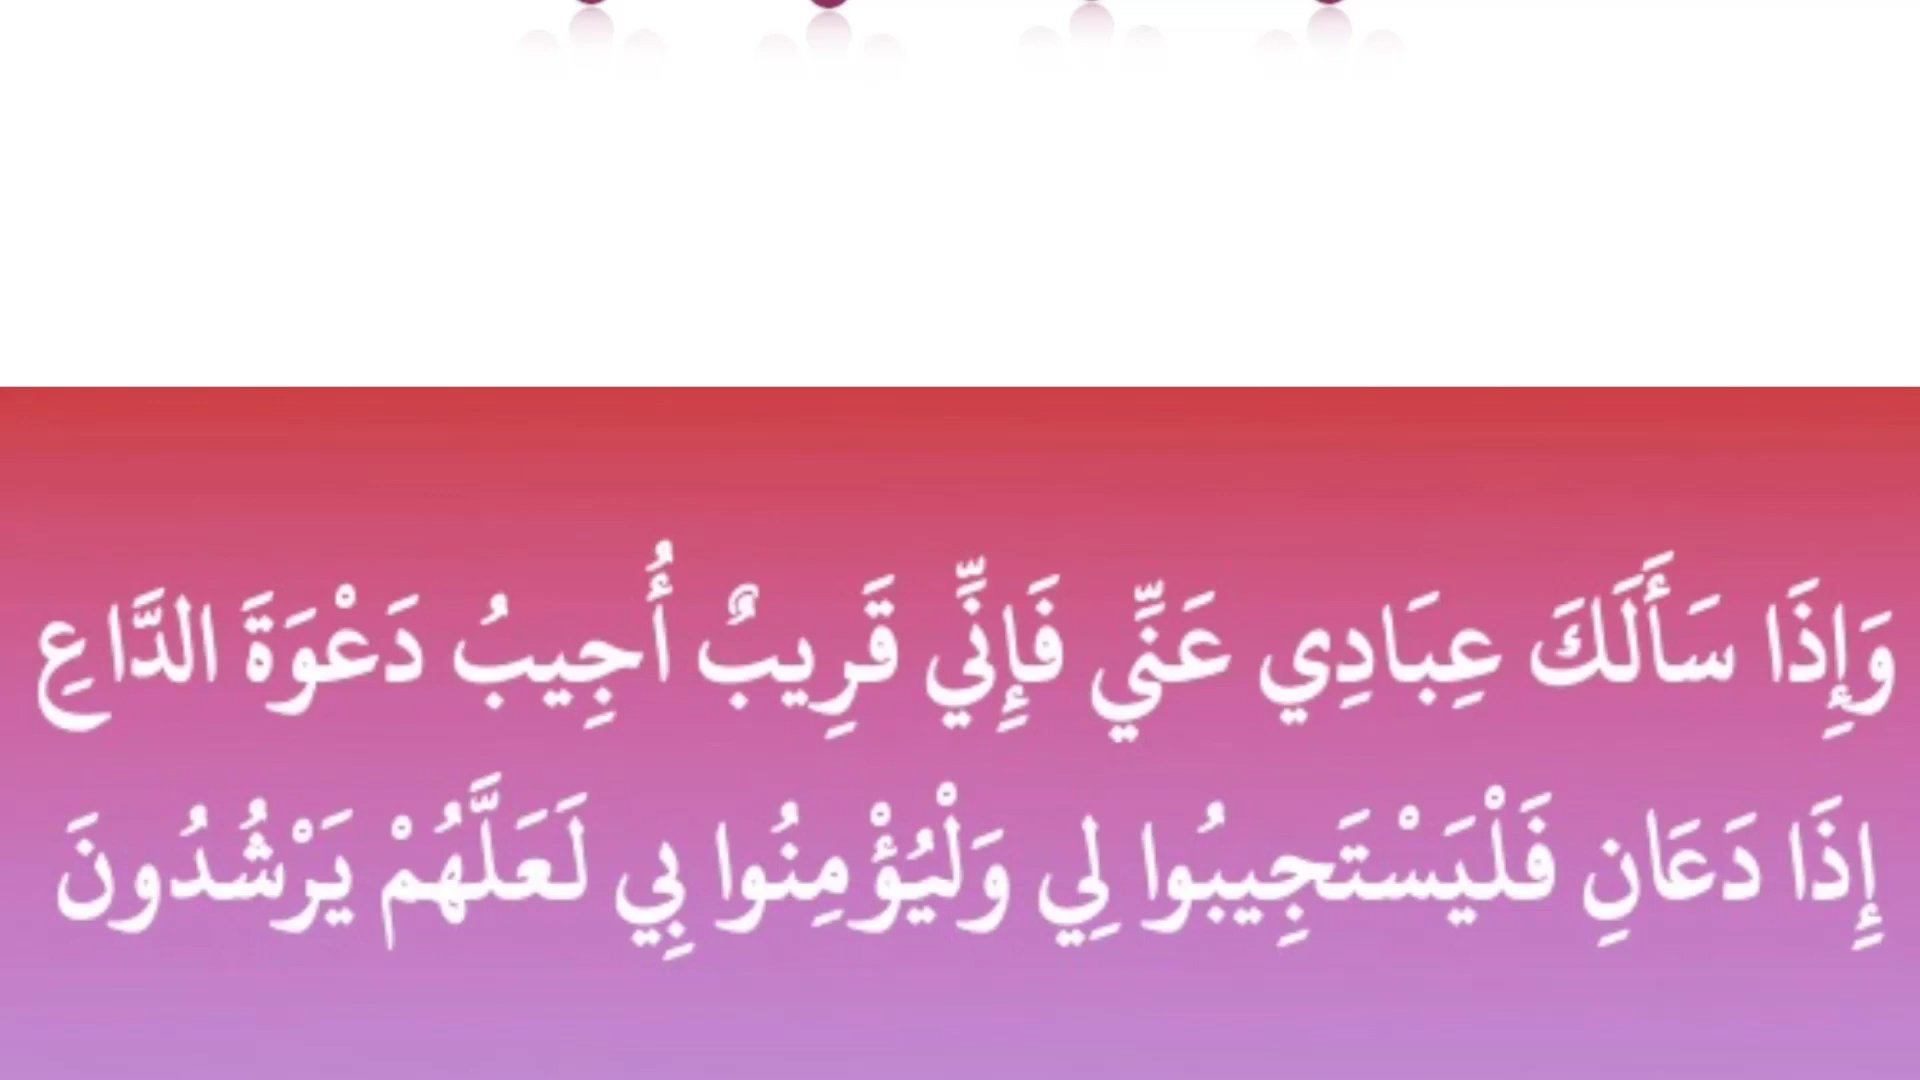 وَإِذَا سَأَلَكَ عِبَادِي عَنِّي فَإِنِّي قَرِيبٌ أُجِيبُ دَعْوَةَ الدَّاعِ
إِذَا دَعَانِ فَلْيَسْتَجِيبُوا لِي وَلْيُؤْمِنُوا بِي لَعَلَّهُمْ يَرْشُدُونَ